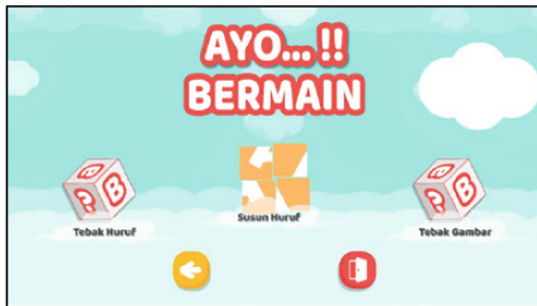 AYO...!!
BERMAIN
Tebak Huruf
Susun Huruf
Tebak Gambar